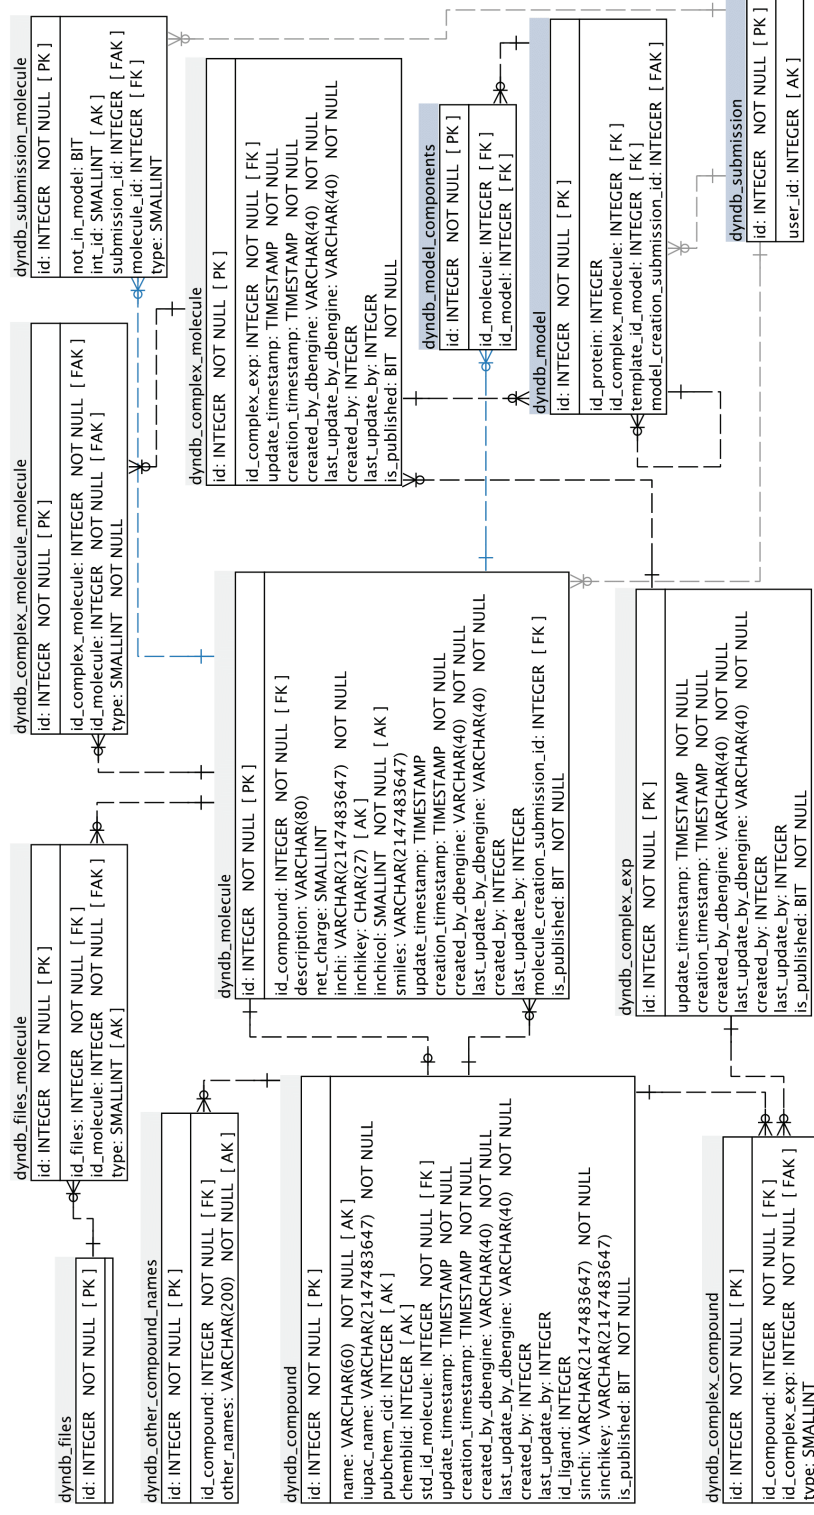 dyndb_files
id: INTEGER NOT NULL [ PK ]
dyndb_files_molecule
id: INTEGER NOT NULL [ PK ]
id_files: INTEGER NOT NULL [ FK ]
id_molecule: INTEGER NOT NULL [ FAK ]
type: SMALLINT [ AK ]
dyndb_complex_molecule_molecule
id: INTEGER NOT NULL [ PK ]
id_complex_molecule: INTEGER NOT NULL [ FAK ]
id_molecule: INTEGER NOT NULL [ FAK ]
type: SMALLINT NOT NULL
dyndb_submission_molecule
id: INTEGER NOT NULL [ PK ]
not_in_model: BIT
int_id: SMALLINT [ AK ]
submission_id: INTEGER [ FAK ]
molecule_id: INTEGER [ FK ]
type: SMALLINT
dyndb_other_compound_names
id: INTEGER NOT NULL [ PK ]
id_compound: INTEGER NOT NULL [ FK ]
other_names: VARCHAR(200) NOT NULL [ AK ]
dyndb_compound
id: INTEGER NOT NULL [ PK ]
name: VARCHAR(60) NOT NULL [ AK ]
iupac_name: VARCHAR(2147483647) NOT NULL
pubchem_cid: INTEGER [ AK ]
chemblid: INTEGER [ AK ]
std_id_molecule: INTEGER NOT NULL [ FK ]
update_timestamp: TIMESTAMP NOT NULL
creation_timestamp: TIMESTAMP NOT NULL
created_by_dbengine: VARCHAR(40) NOT NULL
last_update_by_dbengine: VARCHAR(40) NOT NULL
created_by: INTEGER
last_update_by: INTEGER
id_ligand: INTEGER
sinchi: VARCHAR(2147483647) NOT NULL
sinchikey: VARCHAR(2147483647)
is_published: BIT NOT NULL
dyndb_molecule
id: INTEGER NOT NULL [ PK ]
id_compound: INTEGER NOT NULL [ FK ]
description: VARCHAR(80)
net_charge: SMALLINT
inchi: VARCHAR(2147483647) NOT NULL
inchikey: CHAR(27) [ AK ]
inchicol: SMALLINT NOT NULL [ AK ]
smiles: VARCHAR(2147483647)
update_timestamp: TIMESTAMP
creation_timestamp: TIMESTAMP NOT NULL
created_by_dbengine: VARCHAR(40) NOT NULL
last_update_by_dbengine: VARCHAR(40) NOT NULL
created_by: INTEGER
last_update_by: INTEGER
molecule_creation_submission_id: INTEGER [ FK ]
is_published: BIT NOT NULL
dyndb_complex_molecule
id: INTEGER NOT NULL [ PK ]
id_complex_exp: INTEGER NOT NULL [ FK ]
update_timestamp: TIMESTAMP NOT NULL
creation_timestamp: TIMESTAMP NOT NULL
created_by_dbengine: VARCHAR(40) NOT NULL
last_update_by_dbengine: VARCHAR(40) NOT NULL
created_by: INTEGER
last_update_by: INTEGER
is_published: BIT NOT NULL
dyndb_model_components
id: INTEGER NOT NULL [ PK ]
id_molecule: INTEGER [ FK ]
id_model: INTEGER [ FK ]
dyndb_model
id: INTEGER NOT NULL [ PK ]
id_protein: INTEGER
id_complex_molecule: INTEGER [ FK ]
template_id_model: INTEGER [ FK ]
model_creation_submission_id: INTEGER [ FAK ]
dyndb_complex_compound
id: INTEGER NOT NULL [ PK ]
id_compound: INTEGER NOT NULL [ FK ]
id_complex_exp: INTEGER NOT NULL [ FAK ]
type: SMALLINT
dyndb_complex_exp
id: INTEGER NOT NULL [ PK ]
update_timestamp: TIMESTAMP NOT NULL
creation_timestamp: TIMESTAMP NOT NULL
created_by_dbengine: VARCHAR(40) NOT NULL
last_update_by_dbengine: VARCHAR(40) NOT NULL
created_by: INTEGER
last_update_by: INTEGER
is_published: BIT NOT NULL
dyndb_submission
id: INTEGER NOT NULL [ PK ]
user_id: INTEGER [ AK ]